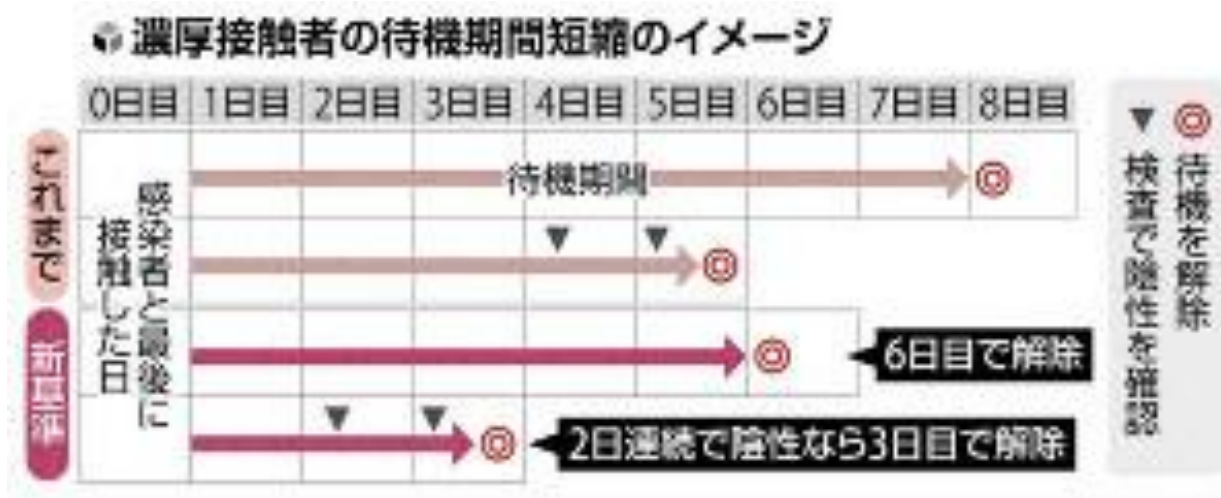 濃厚接触者の待機期間短縮のイメージ
0日目 1日目 2日目 3日目 4日目 5日目 6日目 7日目 8日目
これまで
新基準
感染者と最後に
接触した日
待機期間
◎
▼ ▼
◎
◎
6日目で解除
▼ ▼
◎
2日連続で陰性なら3日目で解除
◎ 待機を解除
▼ 検査で陰性を確認